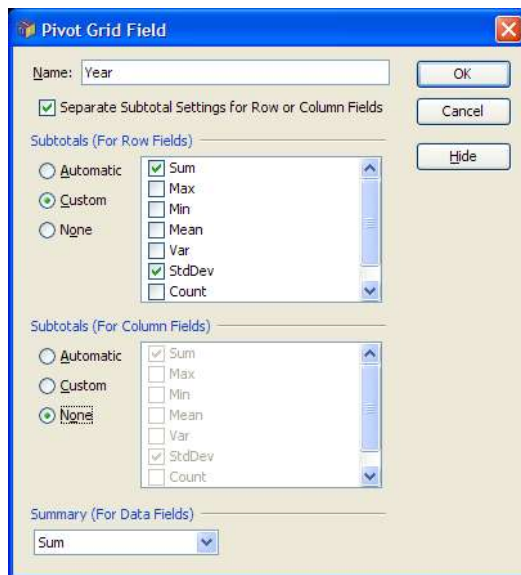 Pivot Grid Field
Name: Year
OK
Separate Subtotal Settings for Row or Column Fields
Cancel
Subtotals (For Row Fields)
Hide
Automatic
Custom
None
Sum
Max
Min
Mean
Var
StdDev
Count
Subtotals (For Column Fields)
Automatic
Custom
None
Sum
Max
Min
Mean
Var
StdDev
Count
Summary (For Data Fields)
Sum